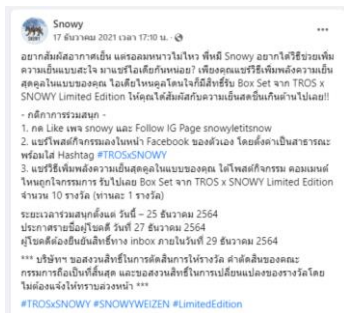 Snowy
17 ธันวาคม 2021 เวลา 17:10 น. ·
อยากสัมผัสอากาศเย็น แต่รอลมหนาวไม่ไหว พี่หมี Snowy อยากได้วิธีช่วยเพิ่ม
ความเย็นแบบสะใจ มาแชร์ไอเดียกันหน่อย? เพียงคุณแชร์วิธีเพิ่มพลังความเย็น
สุดคูลในแบบของคุณ ไอเดียไหนคูลโดนใจก็มีสิทธิ์รับ Box Set จาก TROS x
SNOWY Limited Edition ให้คุณได้สัมผัสกับความเย็นสดชื่นเกินต้านไปเลย!!
- กติกาการร่วมสนุก -
1. กด Like เพจ snowy และ Follow IG Page snowyletitsnow
2. แชร์โพสต์กิจกรรมลงในหน้า Facebook ของตัวเอง โดยตั้งค่าเป็นสาธารณะ
พร้อมใส่ Hashtag #TROSxSNOWY
3. แชร์วิธีเพิ่มความเย็นสุดคูลในแบบของคุณ ใต้โพสต์กิจกรรม คอมเมนต์
ไหนถูกใจกรรมการ รับไปเลย Box Set จาก TROS x SNOWY Limited Edition
จำนวน 10 รางวัล (ท่านละ 1 รางวัล)
ระยะเวลาร่วมสนุกตั้งแต่ วันนี้ – 25 ธันวาคม 2564
ประกาศรายชื่อผู้โชคดี วันที่ 27 ธันวาคม 2564
ผู้โชคดีต้องยืนยันสิทธิ์ทาง inbox ภายในวันที่ 29 ธันวาคม 2564
*** บริษัทฯ ขอสงวนสิทธิ์ในการตัดสินการให้รางวัล คำตัดสินของคณะ
กรรมการถือเป็นที่สิ้นสุด และขอสงวนสิทธิ์ในการเปลี่ยนแปลงของรางวัลโดย
ไม่ต้องแจ้งให้ทราบล่วงหน้า ***
#TROSxSNOWY #SNOWYWEIZEN #LimitedEdition